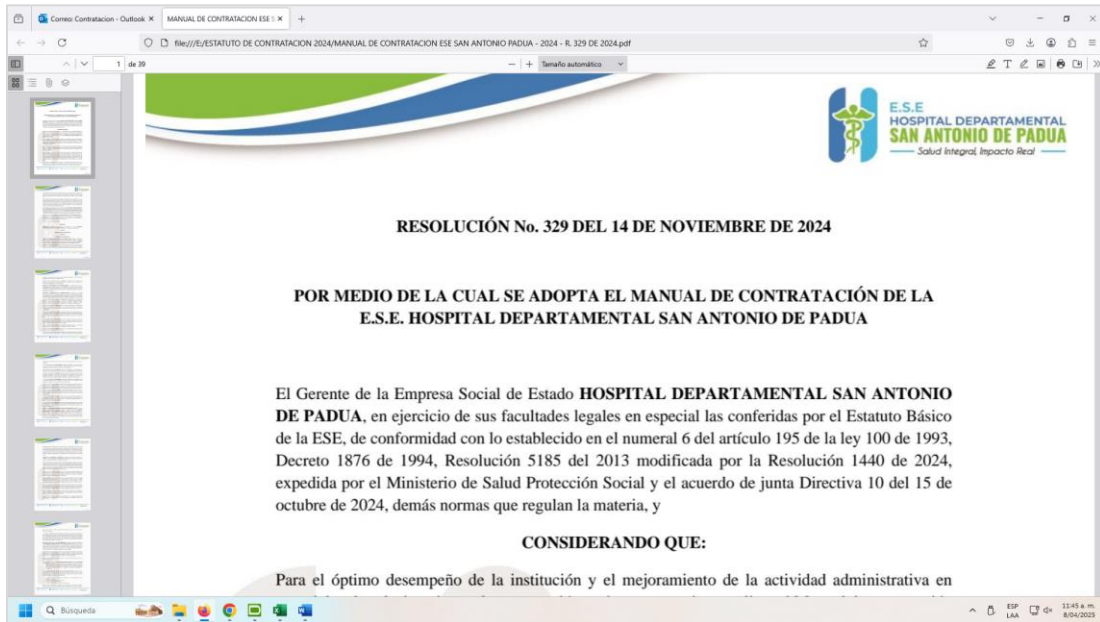 Correo: Contratacion - Outlook
MANUAL DE CONTRATACION ESE S
file:///E:/ESTATUTO DE CONTRATACION 2024/MANUAL DE CONTRATACION ESE SAN ANTONIO PADUA - 2024 - R. 329 DE 2024.pdf
1 de 39
Tamaño automático
E.S.E
HOSPITAL DEPARTAMENTAL
SAN ANTONIO DE PADUA
Salud Integral, Impacto Real
RESOLUCIÓN No. 329 DEL 14 DE NOVIEMBRE DE 2024
POR MEDIO DE LA CUAL SE ADOPTA EL MANUAL DE CONTRATACIÓN DE LA
E.S.E. HOSPITAL DEPARTAMENTAL SAN ANTONIO DE PADUA
El Gerente de la Empresa Social de Estado HOSPITAL DEPARTAMENTAL SAN ANTONIO
DE PADUA, en ejercicio de sus facultades legales en especial las conferidas por el Estatuto Básico
de la ESE, de conformidad con lo establecido en el numeral 6 del artículo 195 de la ley 100 de 1993,
Decreto 1876 de 1994, Resolución 5185 del 2013 modificada por la Resolución 1440 de 2024,
expedida por el Ministerio de Salud Protección Social y el acuerdo de junta Directiva 10 del 15 de
octubre de 2024, demás normas que regulan la materia, y
CONSIDERANDO QUE:
Para el óptimo desempeño de la institución y el mejoramiento de la actividad administrativa en
Búsqueda
ESP
LAA
11:45 a. m.
8/04/2025